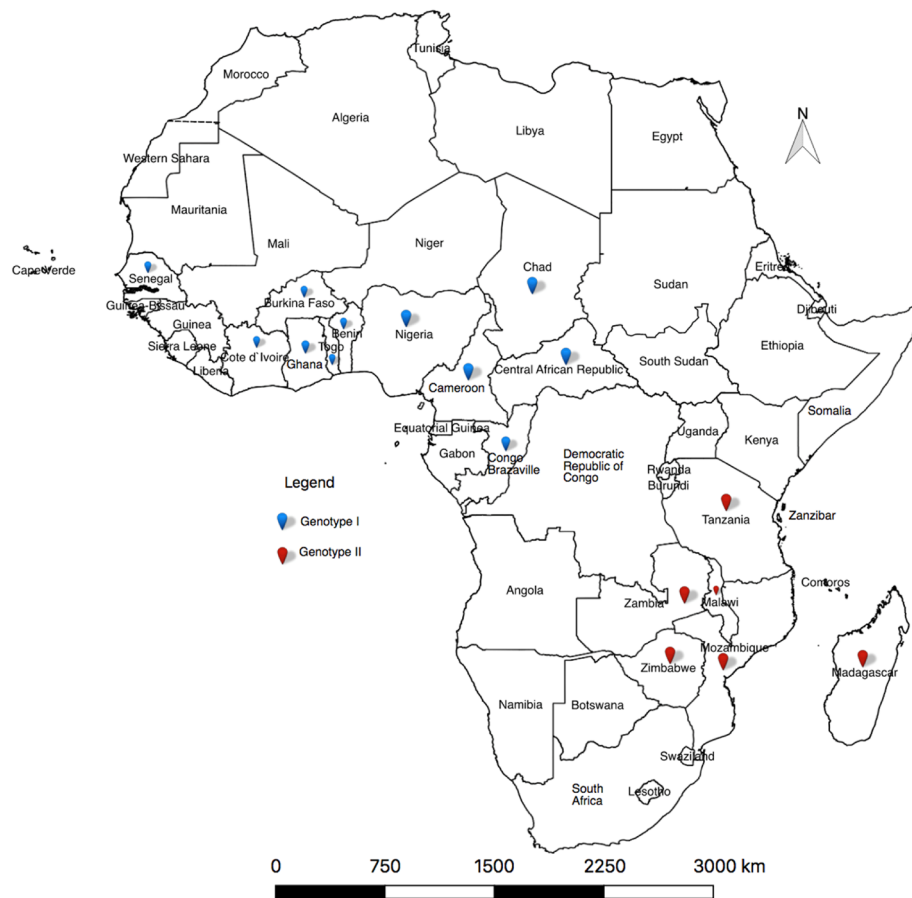 Tunisia
Morocco
Algeria
Libya
Egypt
N
Western Sahara
Mauritania
Mali
Niger
Chad
Sudan
Eritrea
CapeVerde
Senegal
Burkina Faso
Guinea-Bissau
Guinea
Benin
Nigeria
Djibouti
Sierra Leone
Cote d`Ivoire
Togo
Ghana
Liberia
Ethiopia
South Sudan
Central African Republic
Cameroon
Somalia
Equatorial Guinea
Uganda
Kenya
Gabon
Congo
Brazaville
Democratic
Republic of
Congo
Rwanda
Burundi
Legend
Genotype I
Genotype II
Tanzania
Zanzibar
Comoros
Angola
Zambia
Malawi
Mozambique
Zimbabwe
Madagascar
Namibia
Botswana
Swaziland
South
Africa
Lesotho
0 750 1500 2250 3000 km